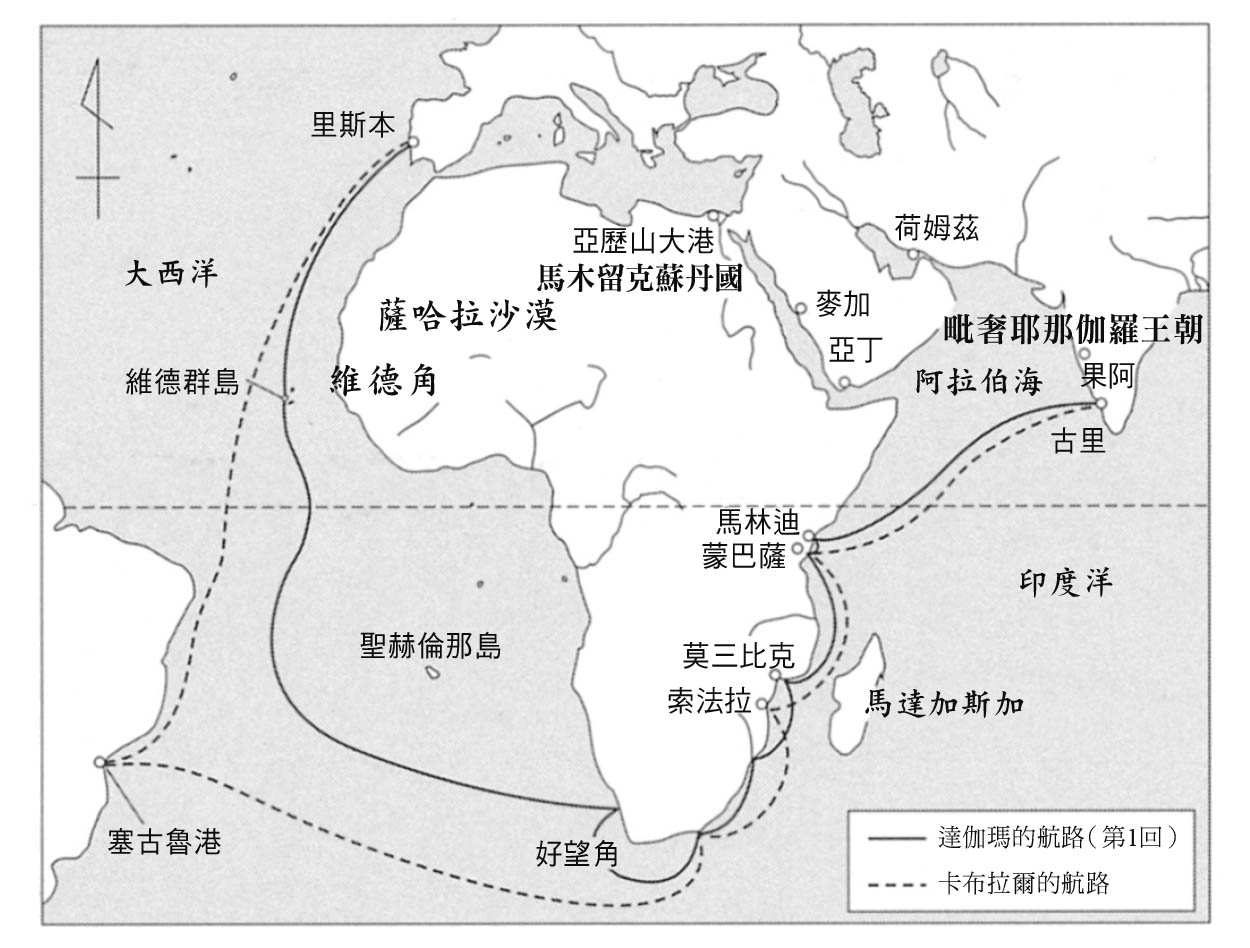 里斯本
亞歷山大港
馬木留克蘇丹國
荷姆茲
大西洋
薩哈拉沙漠
麥加
毗奢耶那伽羅王朝
亞丁
維德群島
維德角
阿拉伯海
果阿
古里
馬林迪
蒙巴薩
印度洋
聖赫倫那島
莫三比克
索法拉
馬達加斯加
塞古魯港
好望角
達伽瑪的航路(第1回)
卡布拉爾的航路